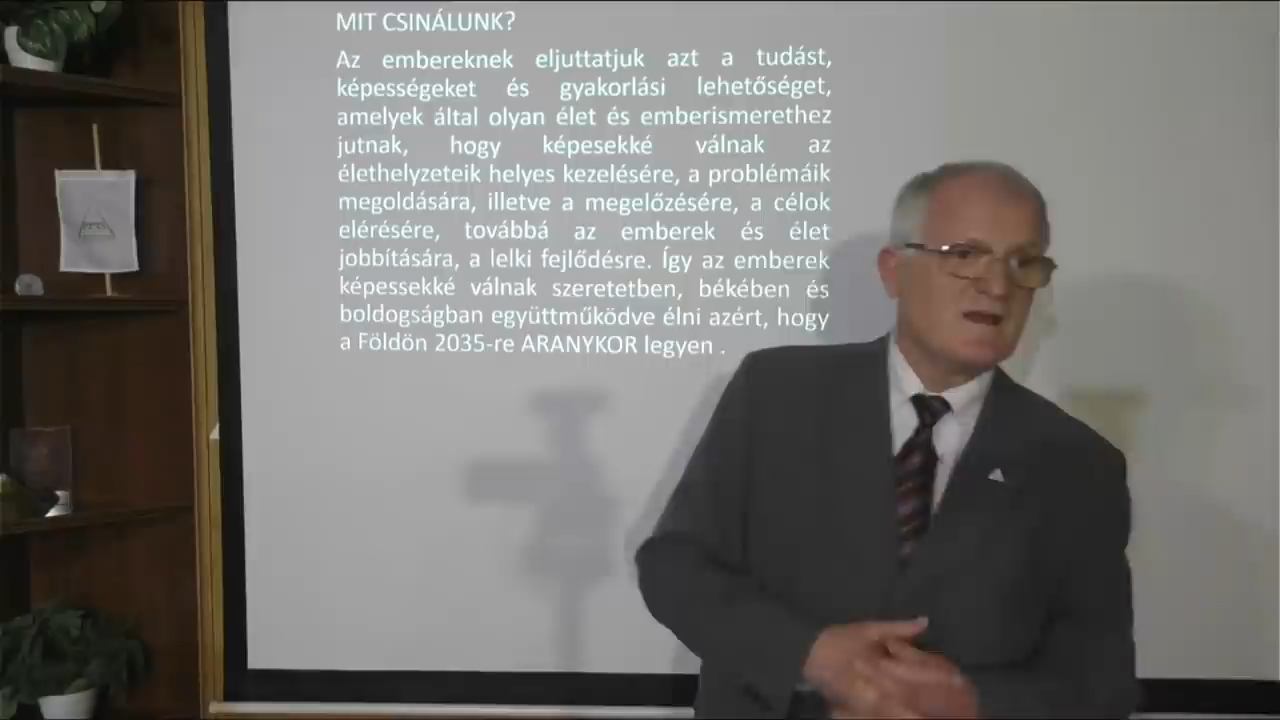 MIT CSINÁLUNK?
Az embereknek eljuttatjuk azt a tudást,
képességeket és gyakorlási lehetőséget,
amelyek által olyan élet és emberismerethez
jutnak, hogy képesekké válnak az
élethelyzeteik helyes kezelésére, a problémáik
megoldására, illetve a megelőzésére, a célok
elérésére, továbbá az emberek és élet
jobbítására, a lelki fejlődésre. Így az emberek
képessekké válnak szeretetben, békében és
boldogságban együttműködve élni azért, hogy
a Földön 2035-re ARANYKOR legyen .